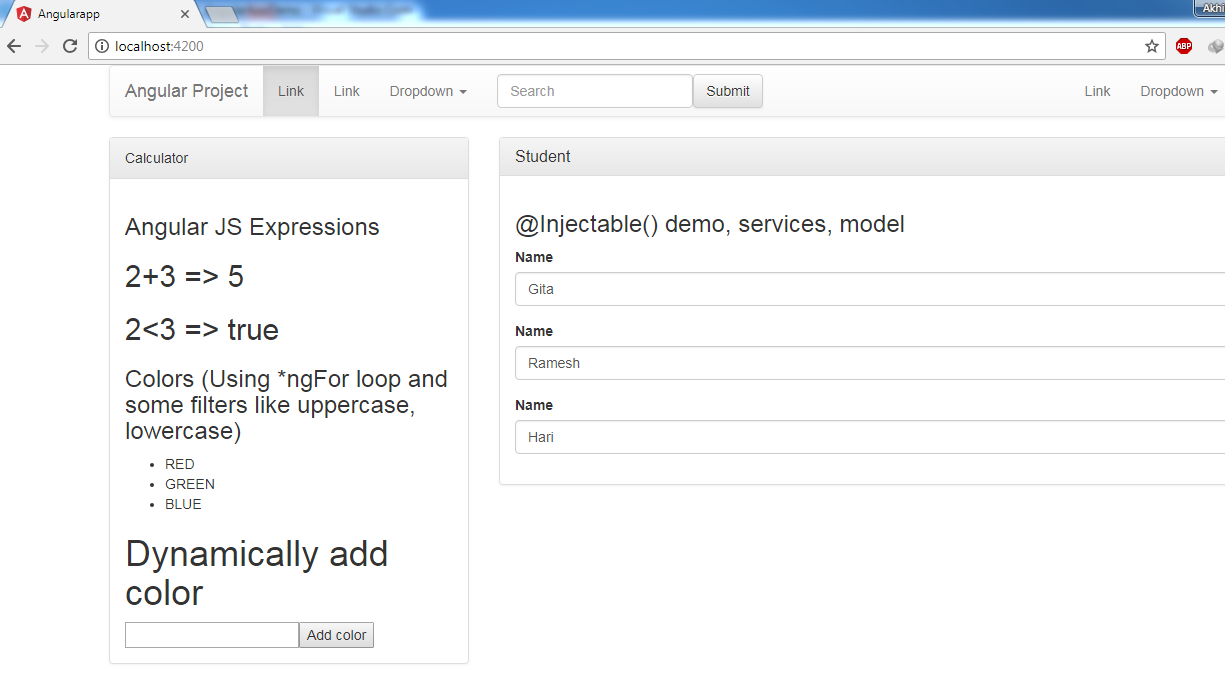 Angularapp
Akhi
localhost:4200
ABP
Angular Project Link Link Dropdown Search Submit Link Dropdown
Calculator
Angular JS Expressions
2+3 => 5
2<3 => true
Colors (Using *ngFor loop and
some filters like uppercase,
lowercase)
• RED
• GREEN
• BLUE
Dynamically add
color
Add color
Student
@Injectable() demo, services, model
Name
Gita
Name
Ramesh
Name
Hari